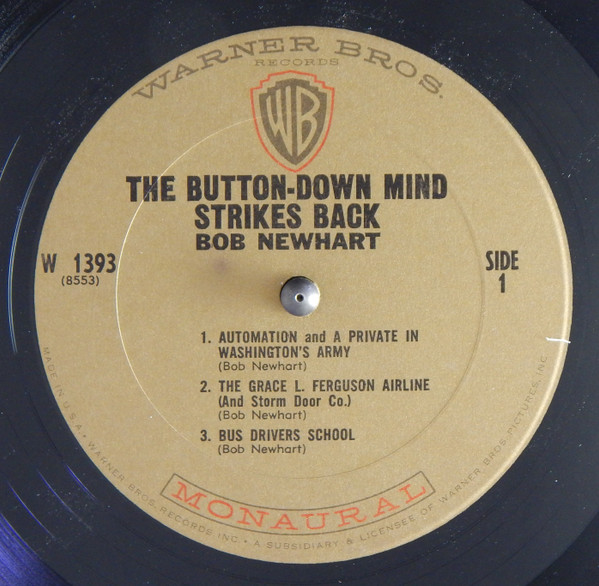 WARNER BROS.
RECORDS
WB
THE BUTTON-DOWN MIND
STRIKES BACK
BOB NEWHART
W 1393
(8553)
SIDE
1
1. AUTOMATION and A PRIVATE IN
WASHINGTON'S ARMY
(Bob Newhart)
2. THE GRACE L. FERGUSON AIRLINE
(And Storm Door Co.)
(Bob Newhart)
3. BUS DRIVERS SCHOOL
(Bob Newhart)
MONAURAL
MADE IN U.S.A. • WARNER BROS. RECORDS INC. • A SUBSIDIARY & LICENSEE OF WARNER BROS. PICTURES, INC.